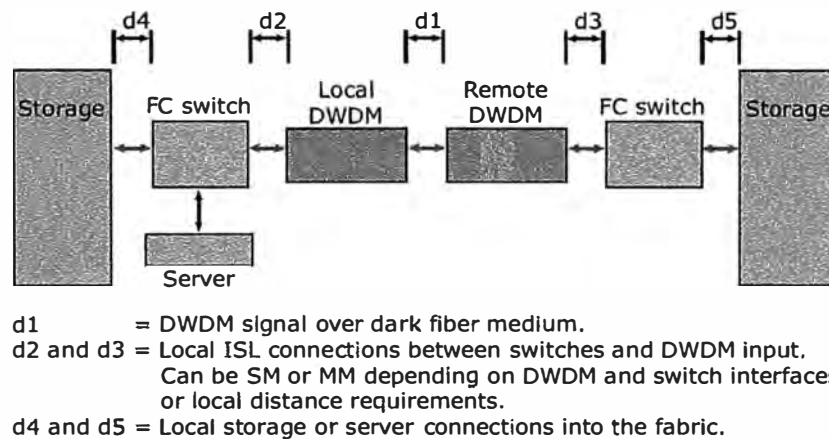 d4 d2 d1 d3 d5
Storage FC switch Local DWDM Remote DWDM FC switch Storage
Server
d1 = DWDM signal over dark fiber medium.
d2 and d3 = Local ISL connections between switches and DWDM input.
Can be SM or MM depending on DWDM and switch interfaces
or local distance requirements.
d4 and d5 = Local storage or server connections into the fabric.